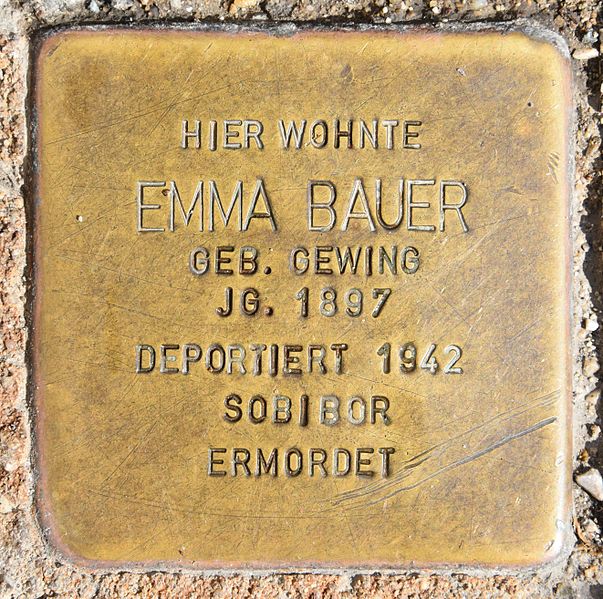 HIER WOHNTE
EMMA BAUER
GEB. GEWING
JG. 1897
DEPORTIERT 1942
SOBIBOR
ERMORDET